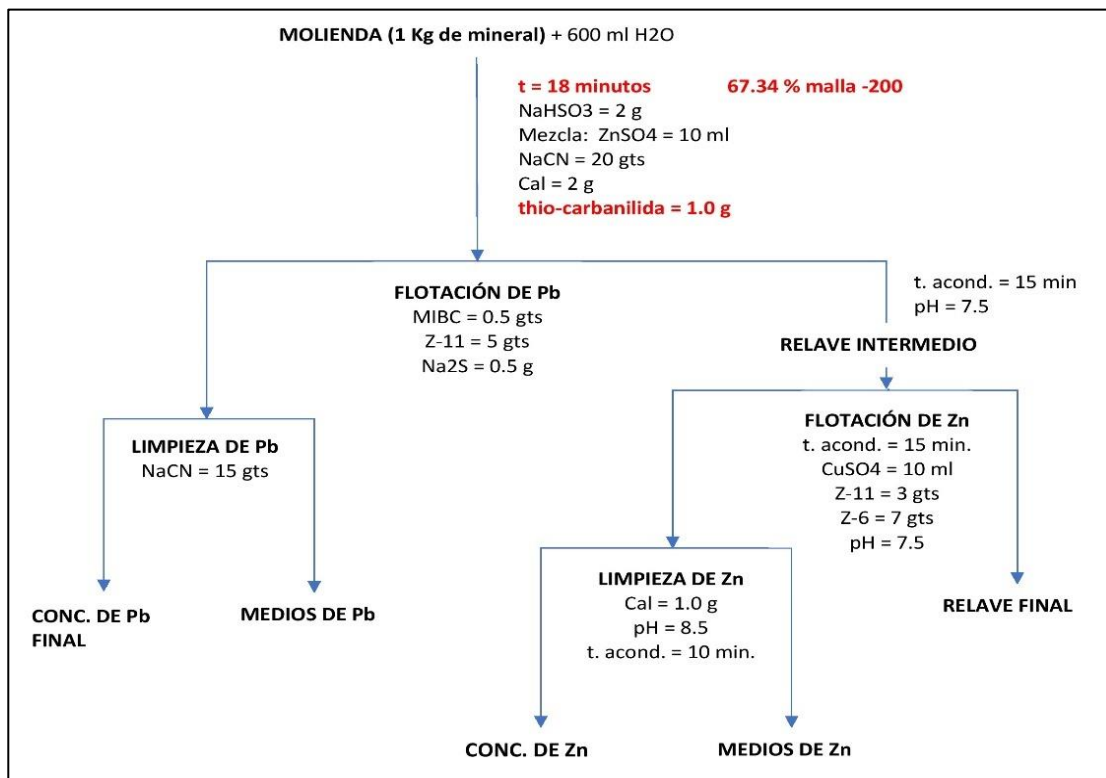 MOLIENDA (1 Kg de mineral) + 600 ml H2O
t = 18 minutos 67.34 % malla -200
NaHSO3 = 2 g
Mezcla: ZnSO4 = 10 ml
NaCN = 20 gts
Cal = 2 g
thio-carbanilida = 1.0 g
FLOTACIÓN DE Pb
MIBC = 0.5 gts
Z-11 = 5 gts
Na2S = 0.5 g
t. acond. = 15 min
pH = 7.5
RELAVE INTERMEDIO
LIMPIEZA DE Pb
NaCN = 15 gts
FLOTACIÓN DE Zn
t. acond. = 15 min.
CuSO4 = 10 ml
Z-11 = 3 gts
Z-6 = 7 gts
pH = 7.5
CONC. DE Pb
FINAL
MEDIOS DE Pb
LIMPIEZA DE Zn
Cal = 1.0 g
pH = 8.5
t. acond. = 10 min.
RELAVE FINAL
CONC. DE Zn
MEDIOS DE Zn